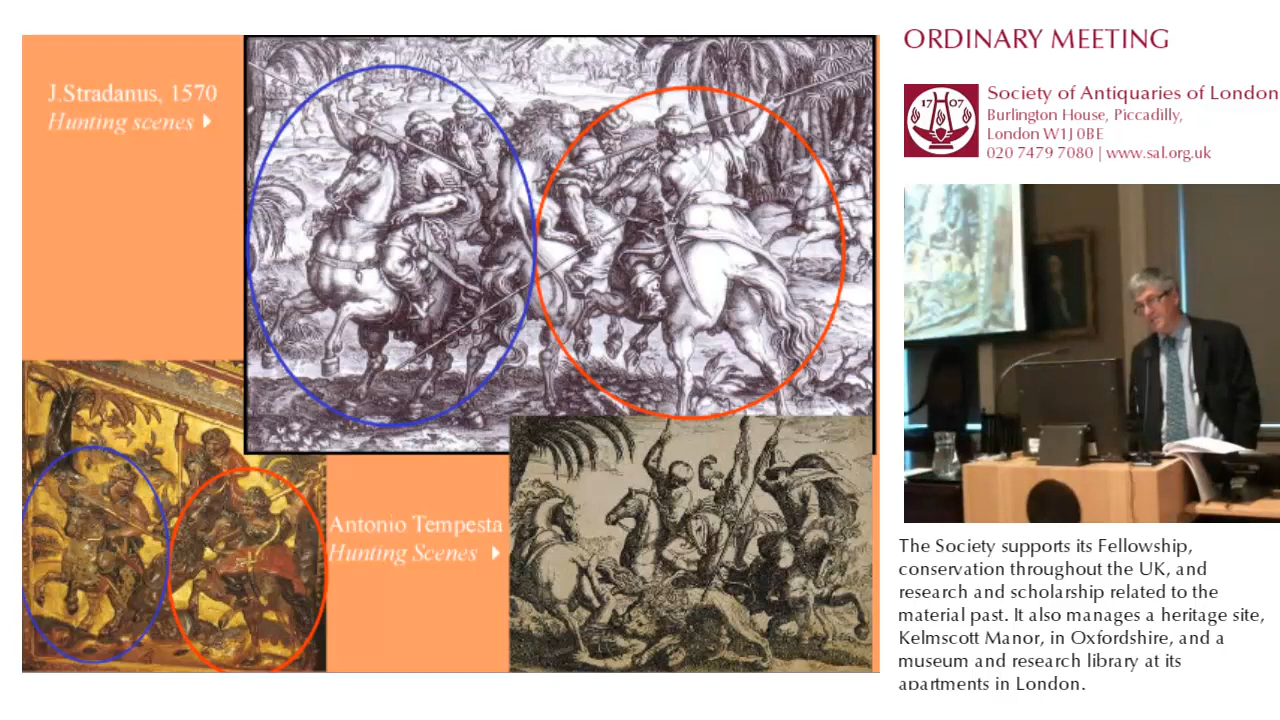 J.Stradanus, 1570
Hunting scenes
Antonio Tempesta
Hunting Scenes
ORDINARY MEETING
17 07
Society of Antiquaries of London
Burlington House, Piccadilly,
London W1J 0BE
020 7479 7080 | www.sal.org.uk
The Society supports its Fellowship,
conservation throughout the UK, and
research and scholarship related to the
material past. It also manages a heritage site,
Kelmscott Manor, in Oxfordshire, and a
museum and research library at its
apartments in London.